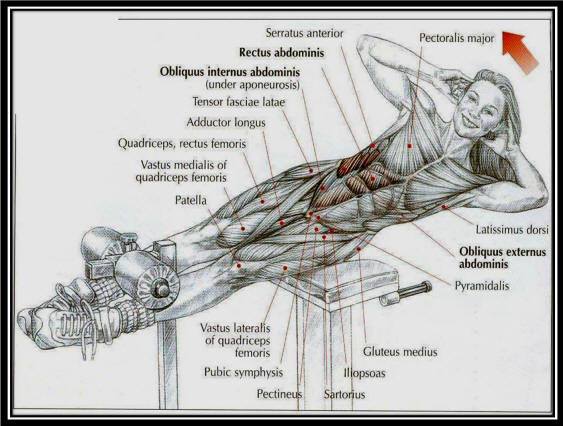 Serratus anterior
Rectus abdominis
Pectoralis major
Obliquus internus abdominis
(under aponeurosis)
Tensor fasciae latae
Adductor longus
Quadriceps, rectus femoris
Vastus medialis of
quadriceps femoris
Patella
Latissimus dorsi
Obliquus externus
abdominis
Pyramidalis
Vastus lateralis
of quadriceps
femoris
Gluteus medius
Pubic symphysis
Iliopsoas
Pectineus
Sartorius